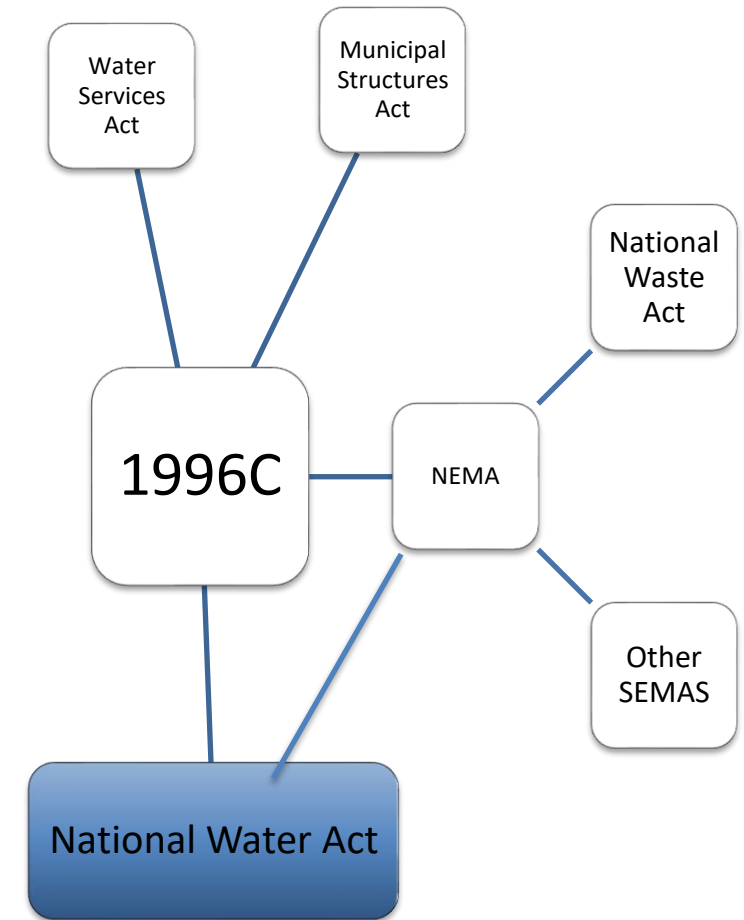 Water
Services
Act
Municipal
Structures
Act
National
Waste
Act
1996C
NEMA
Other
SEMAS
National Water Act